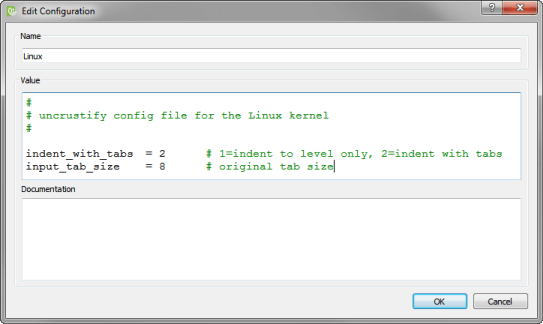 Edit Configuration
Name
Linux
Value
#
# uncrustify config file for the Linux kernel
#
indent_with_tabs  = 2      # 1=indent to level only, 2=indent with tabs
input_tab_size    = 8      # original tab size
Documentation
OK
Cancel